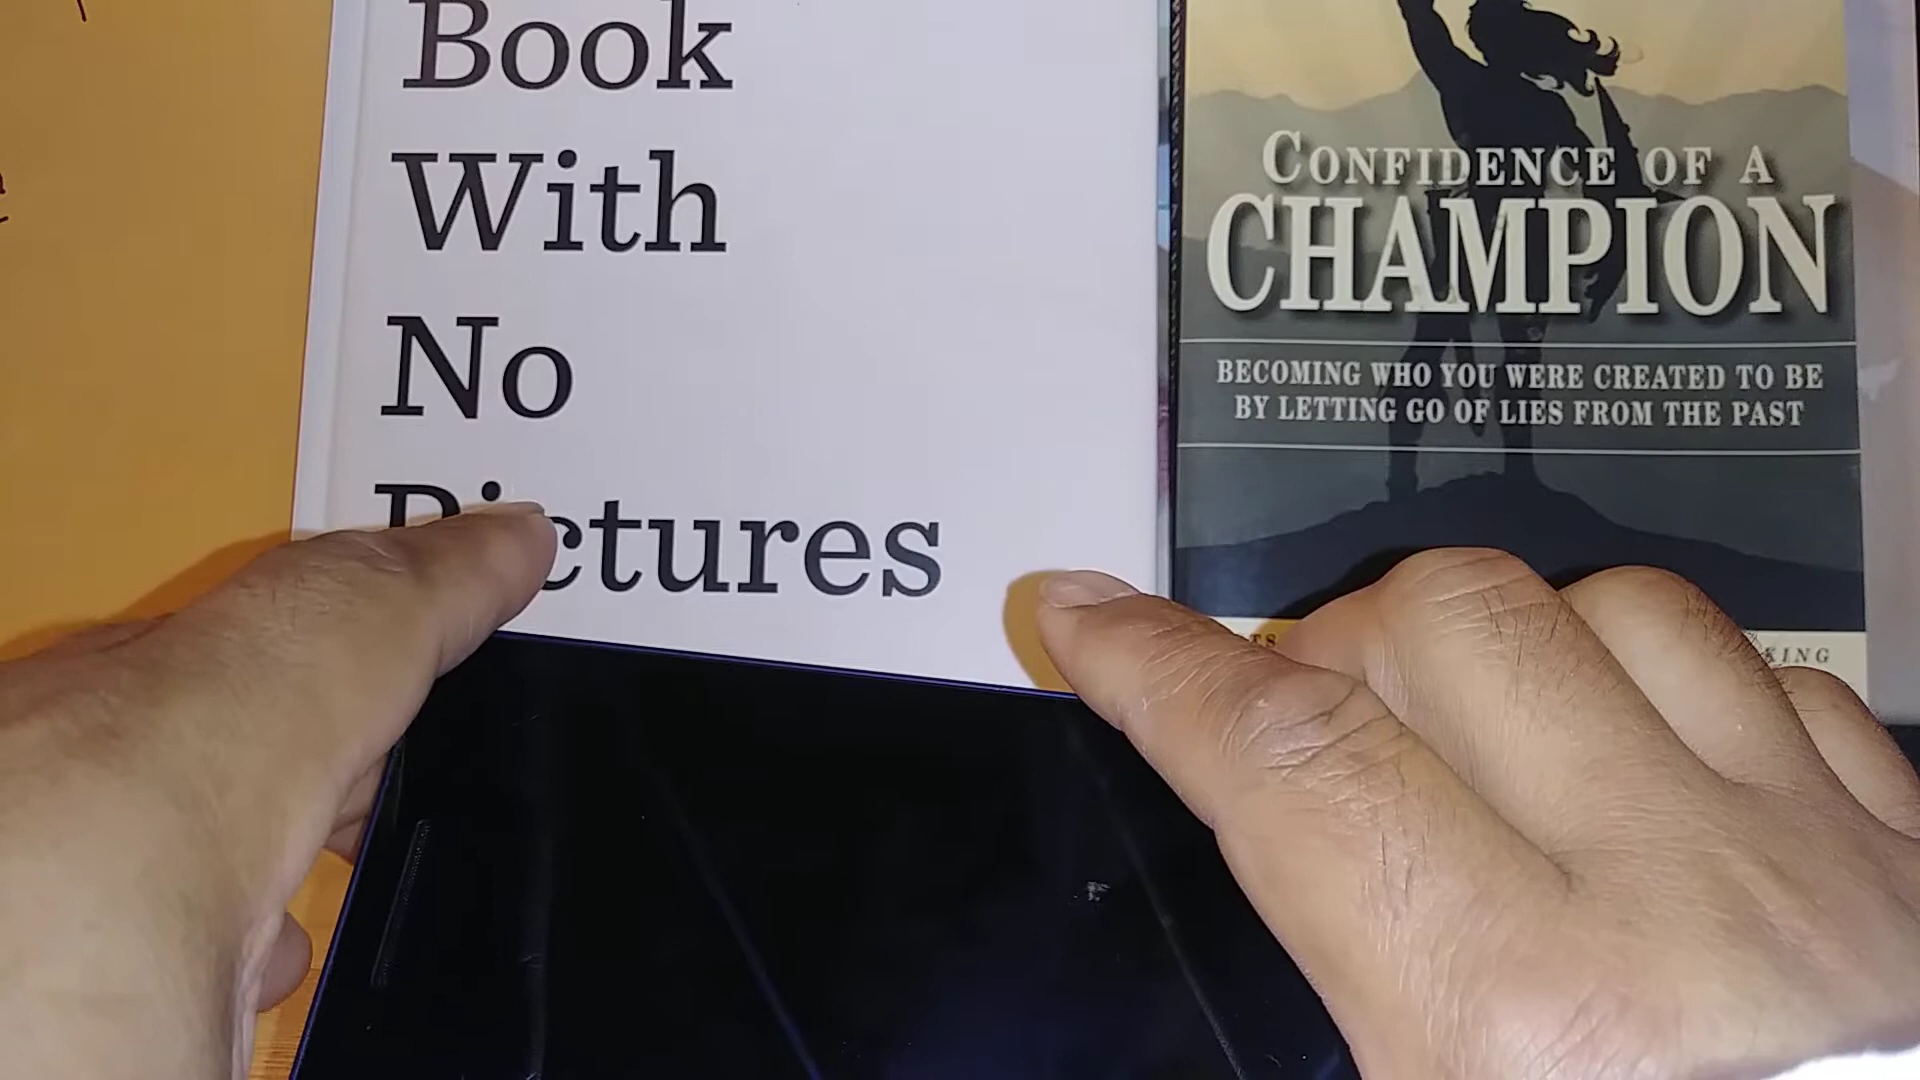 Book
With
No
Pictures
CONFIDENCE OF A
CHAMPION
BECOMING WHO YOU WERE CREATED TO BE
BY LETTING GO OF LIES FROM THE PAST